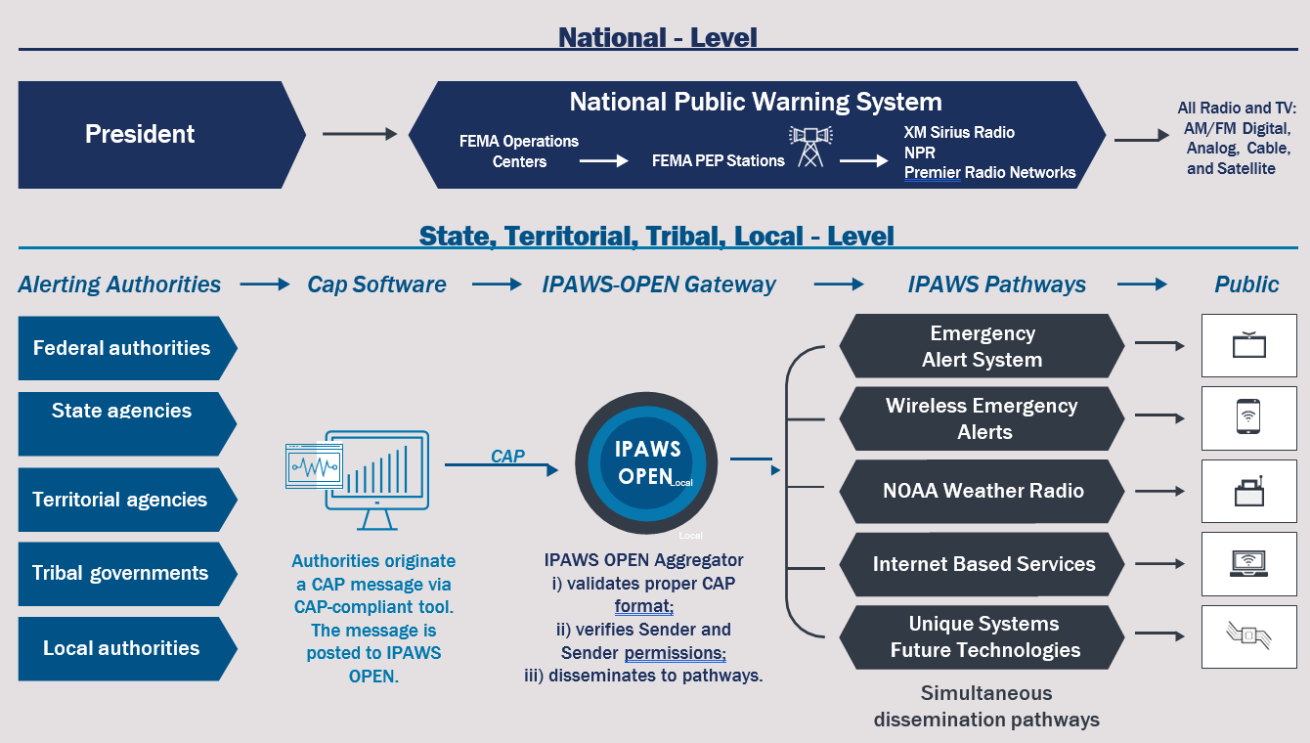 National - Level
President
National Public Warning System
FEMA Operations
Centers
FEMA PEP Stations
XM Sirius Radio
NPR
Premier Radio Networks
All Radio and TV:
AM/FM Digital,
Analog, Cable,
and Satellite
State, Territorial, Tribal, Local - Level
Alerting Authorities
Cap Software
IPAWS-OPEN Gateway
IPAWS Pathways
Public
Federal authorities
State agencies
Territorial agencies
Tribal governments
Local authorities
CAP
Authorities originate
a CAP message via
CAP-compliant tool.
The message is
posted to IPAWS
OPEN.
IPAWS
OPEN
Local
Local
IPAWS OPEN Aggregator
i) validates proper CAP
format;
ii) verifies Sender and
Sender permissions;
iii) disseminates to pathways.
Emergency
Alert System
Wireless Emergency
Alerts
NOAA Weather Radio
Internet Based Services
Unique Systems
Future Technologies
Simultaneous
dissemination pathways